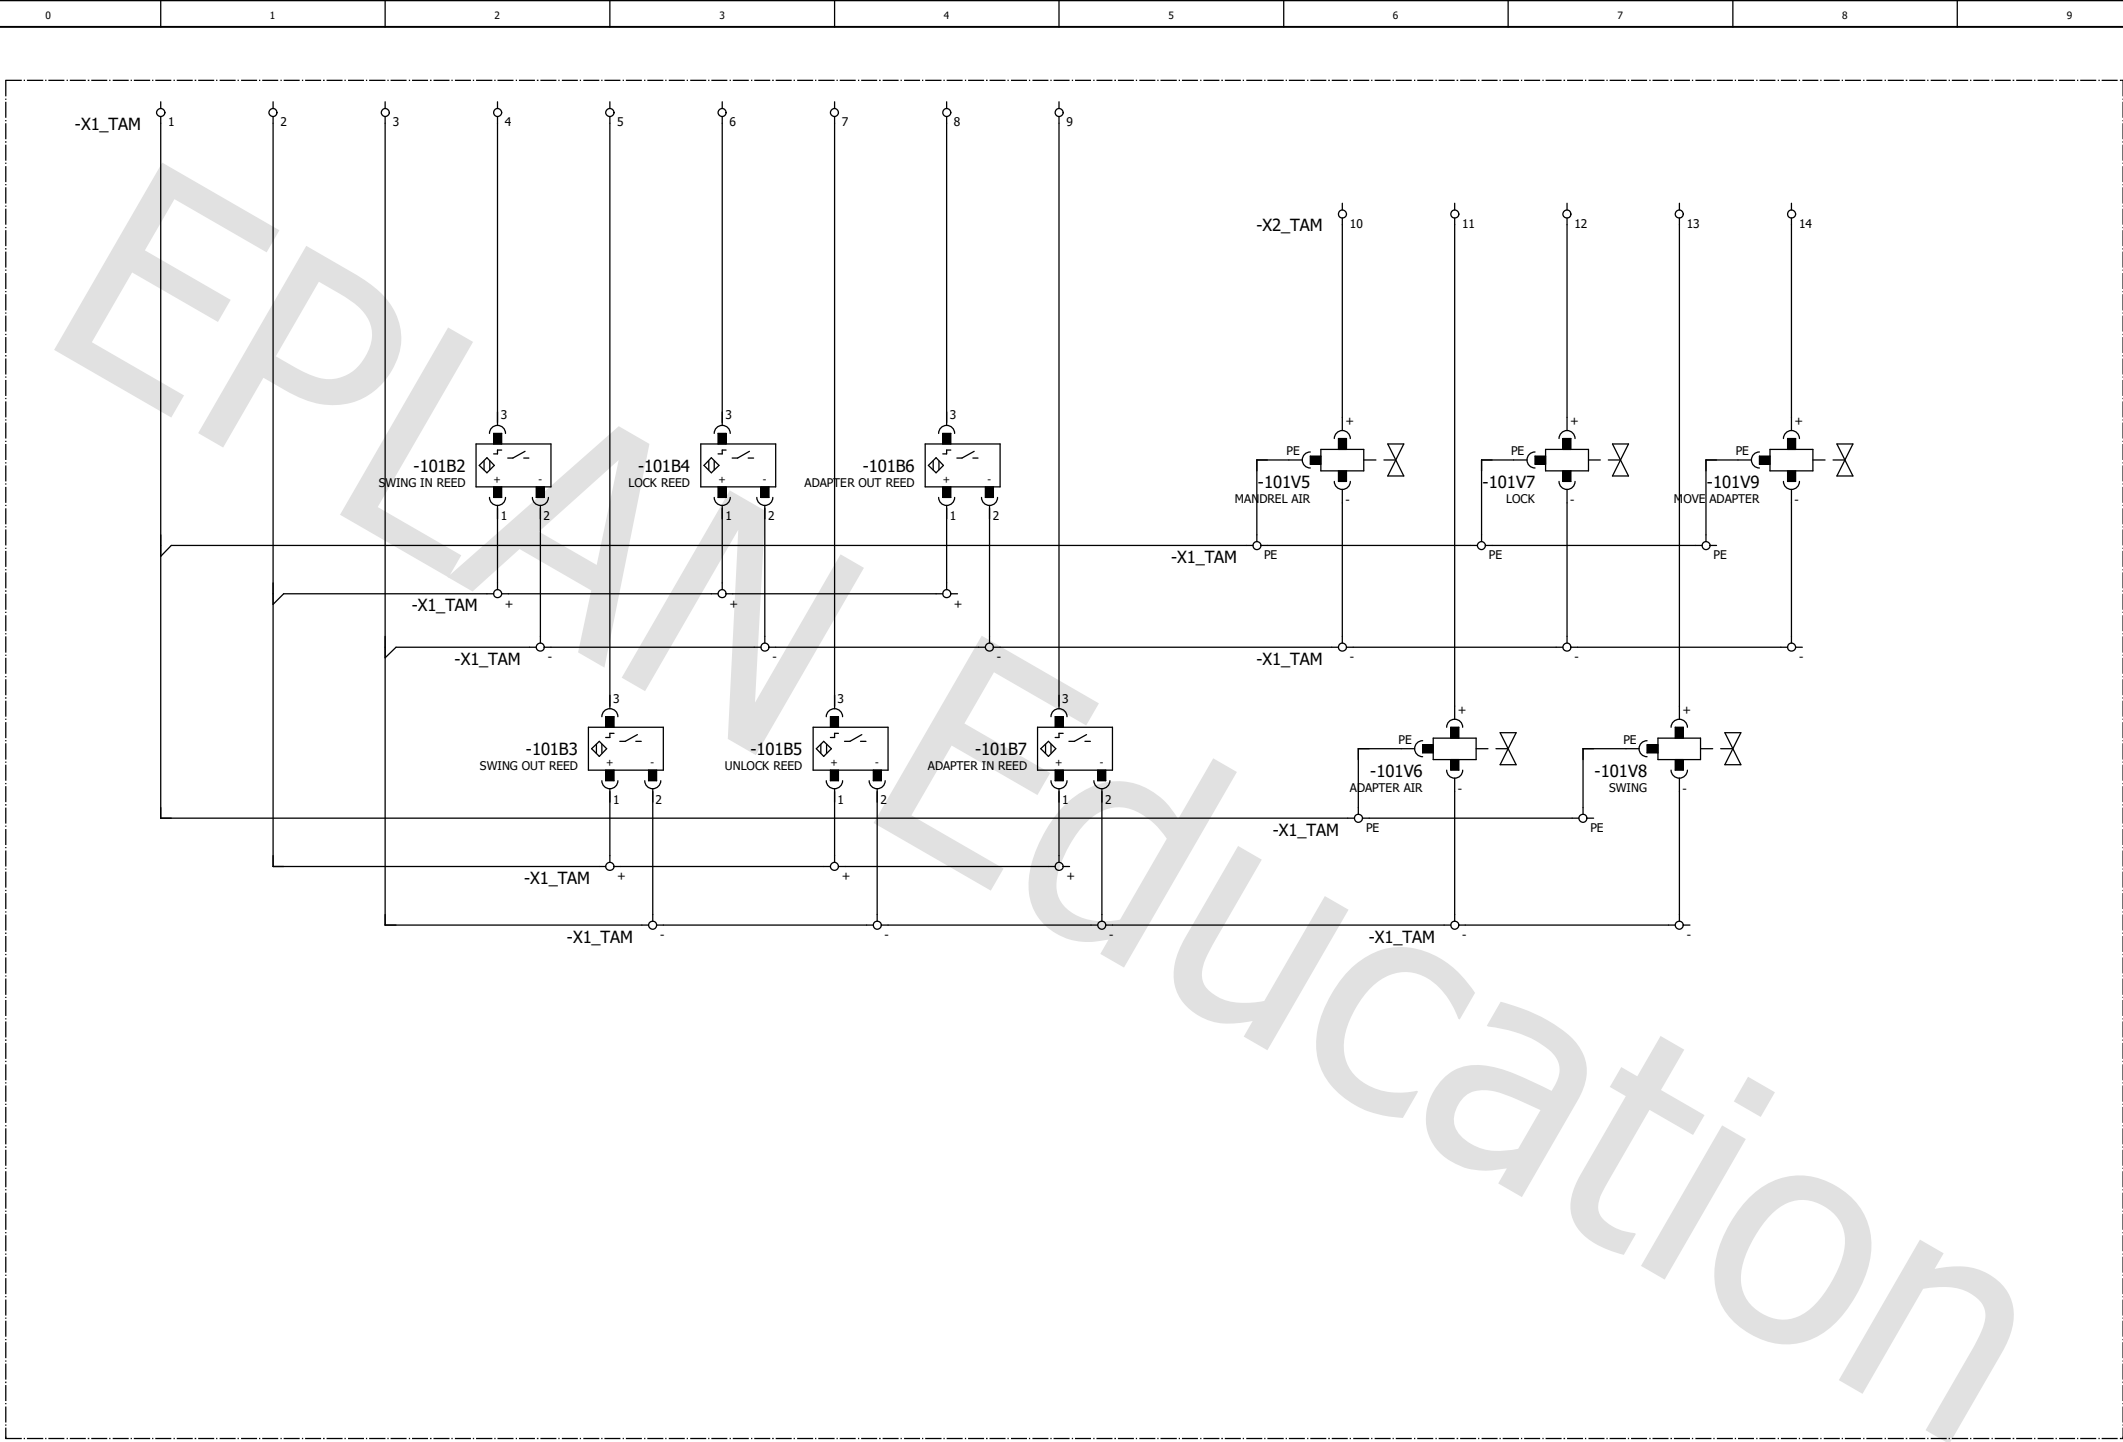 0 1 2 3 4 5 6 7 8 9
-X1_TAM 1 2 3 4 5 6 7 8 9
-X2_TAM 10 11 12 13 14
3 3 3 + + +
PE PE PE
-101B2 -101B4 -101B6
SWING IN REED LOCK REED ADAPTER OUT REED
+ - + - + -
-101V5 -101V7 -101V9
MANDREL AIR - LOCK - MOVE ADAPTER -
1 2 1 2 1 2
-X1_TAM PE PE PE
-X1_TAM + + +
-X1_TAM - - - -X1_TAM - - -
3 3 3 + +
PE PE
-101B3 -101B5 -101B7
SWING OUT REED UNLOCK REED ADAPTER IN REED
+ - + - + -
-101V6 -101V8
ADAPTER AIR - SWING -
1 2 1 2 1 2
-X1_TAM PE PE
-X1_TAM + + +
-X1_TAM - - - -X1_TAM - -
EPLAN Education